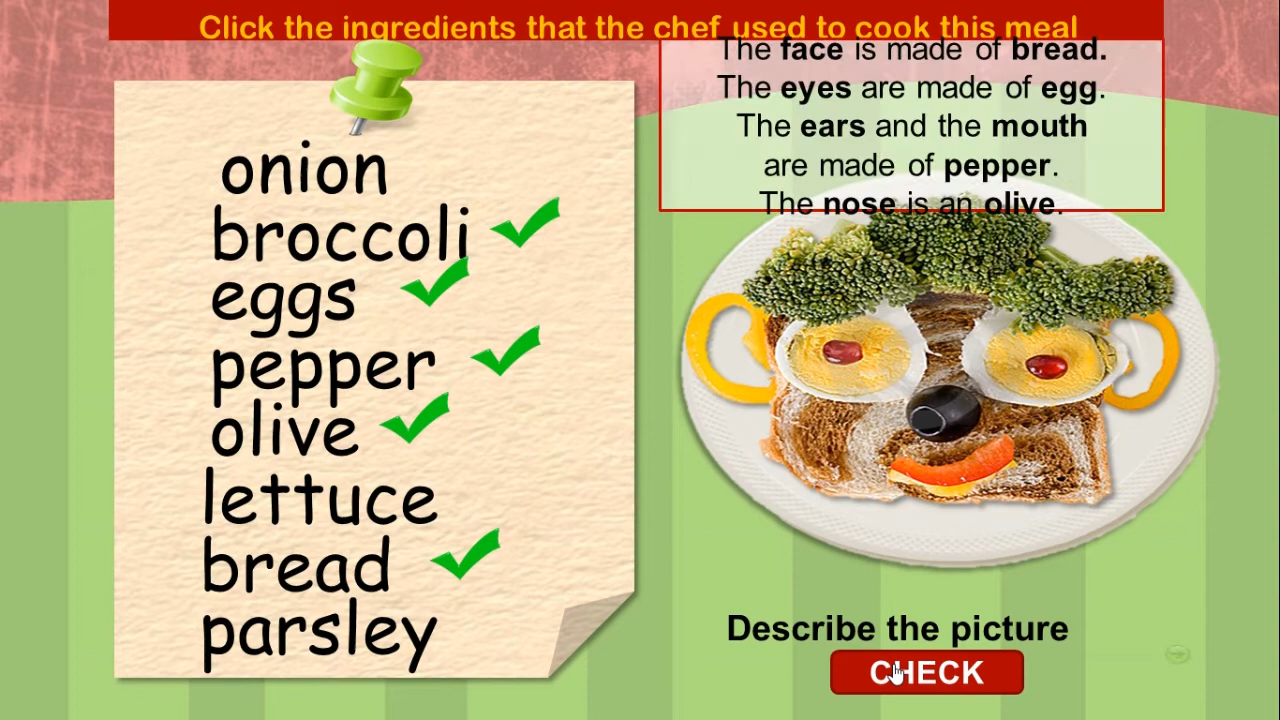 Click the ingredients that the chef used to cook this meal
The face is made of bread.
The eyes are made of egg.
The ears and the mouth
are made of pepper.
The nose is an olive.
onion
broccoli
eggs
pepper
olive
lettuce
bread
parsley
Describe the picture
CHECK